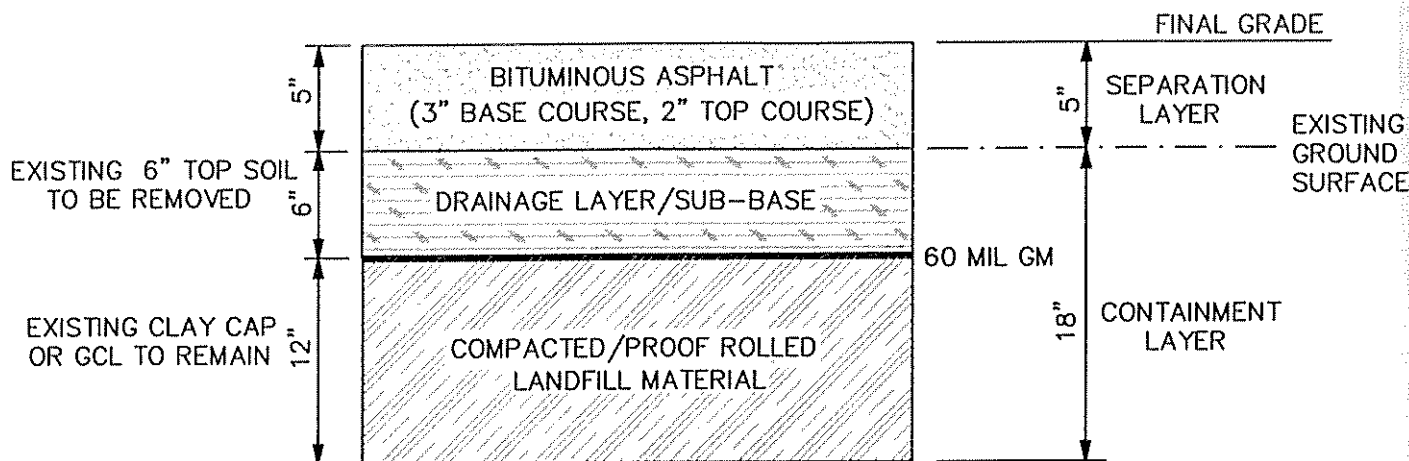 FINAL GRADE
5"
BITUMINOUS ASPHALT
(3" BASE COURSE, 2" TOP COURSE)
5"
SEPARATION
LAYER
EXISTING
GROUND
SURFACE
EXISTING 6" TOP SOIL
TO BE REMOVED
6"
DRAINAGE LAYER/SUB-BASE
60 MIL GM
EXISTING CLAY CAP
OR GCL TO REMAIN
12"
COMPACTED/PROOF ROLLED
LANDFILL MATERIAL
18"
CONTAINMENT
LAYER